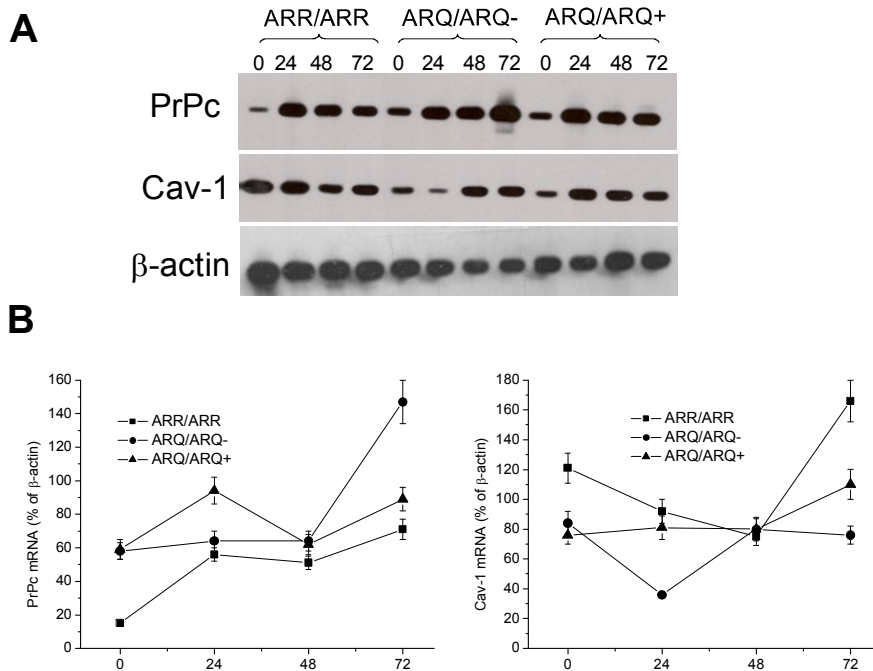 A
ARR/ARR ARQ/ARQ- ARQ/ARQ+
0 24 48 72 0 24 48 72 0 24 48 72
PrPc
Cav-1
β-actin
B
PrPc mRNA (% of β-actin)
160
140
120
100
80
60
40
20
0
ARR/ARR
ARQ/ARQ-
ARQ/ARQ+
0 24 48 72
Cav-1 mRNA (% of β-actin)
180
160
140
120
100
80
60
40
20
0
ARR/ARR
ARQ/ARQ-
ARQ/ARQ+
0 24 48 72